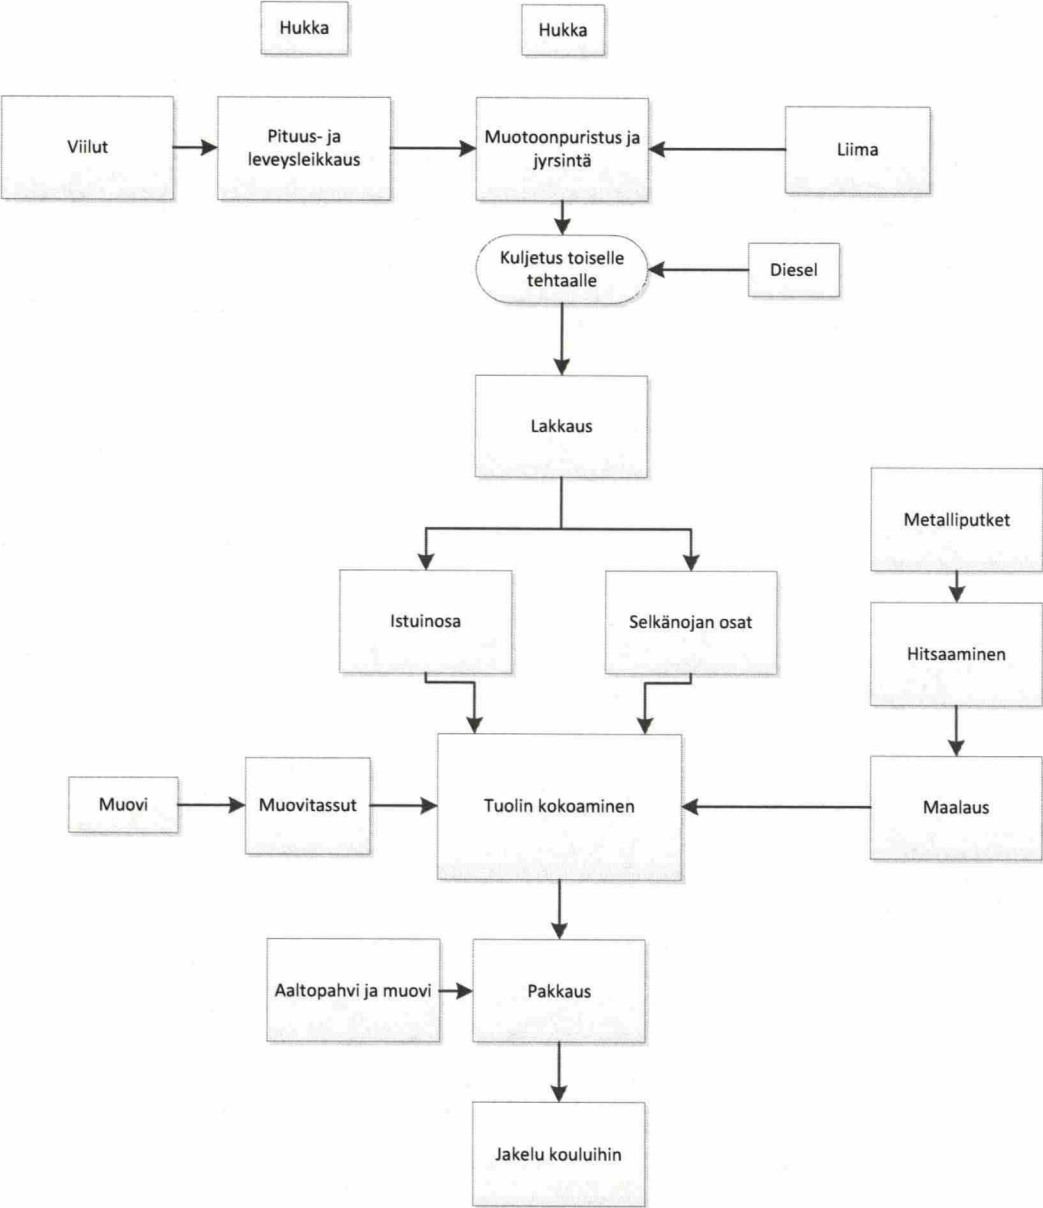 Hukka
Hukka
Viilut
Pituus- ja
leveysleikkaus
Muotoonpuristus ja
jyrsintä
Liima
Kuljetus toiselle
tehtaalle
Diesel
Lakkaus
Metalliputket
Istuinosa
Selkänojan osat
Hitsaaminen
Muovi
Muovitassut
Tuolin kokoaminen
Maalaus
Aaltopahvi ja muovi
Pakkaus
Jakelu kouluihin